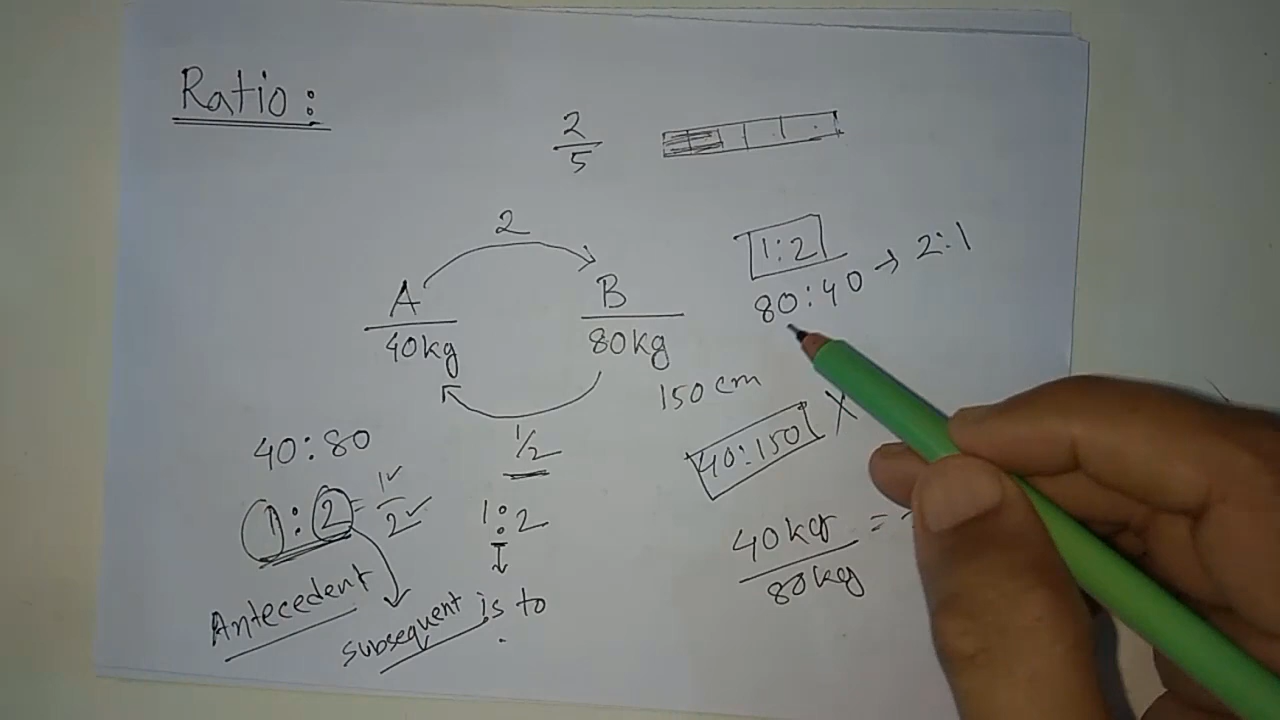 Ratio:
2/5
2
A
B
40kg
80kg
1/2
1:2
80:40 → 2:1
150 cm
40:150 X
40:80
1:2 = 1/2
1:2
Antecedent
subsequent
is to
40kg/80kg =